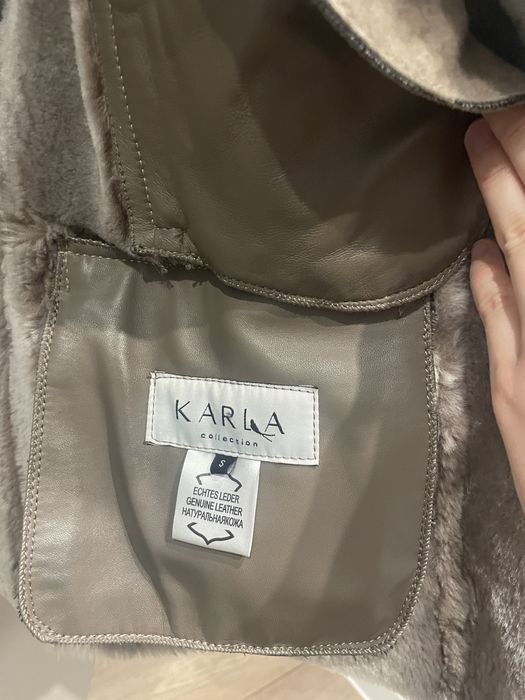 KARLA
collection
S
ECHTES LEDER
GENUINE LEATHER
НАТУРАЛЬНАЯКОЖА